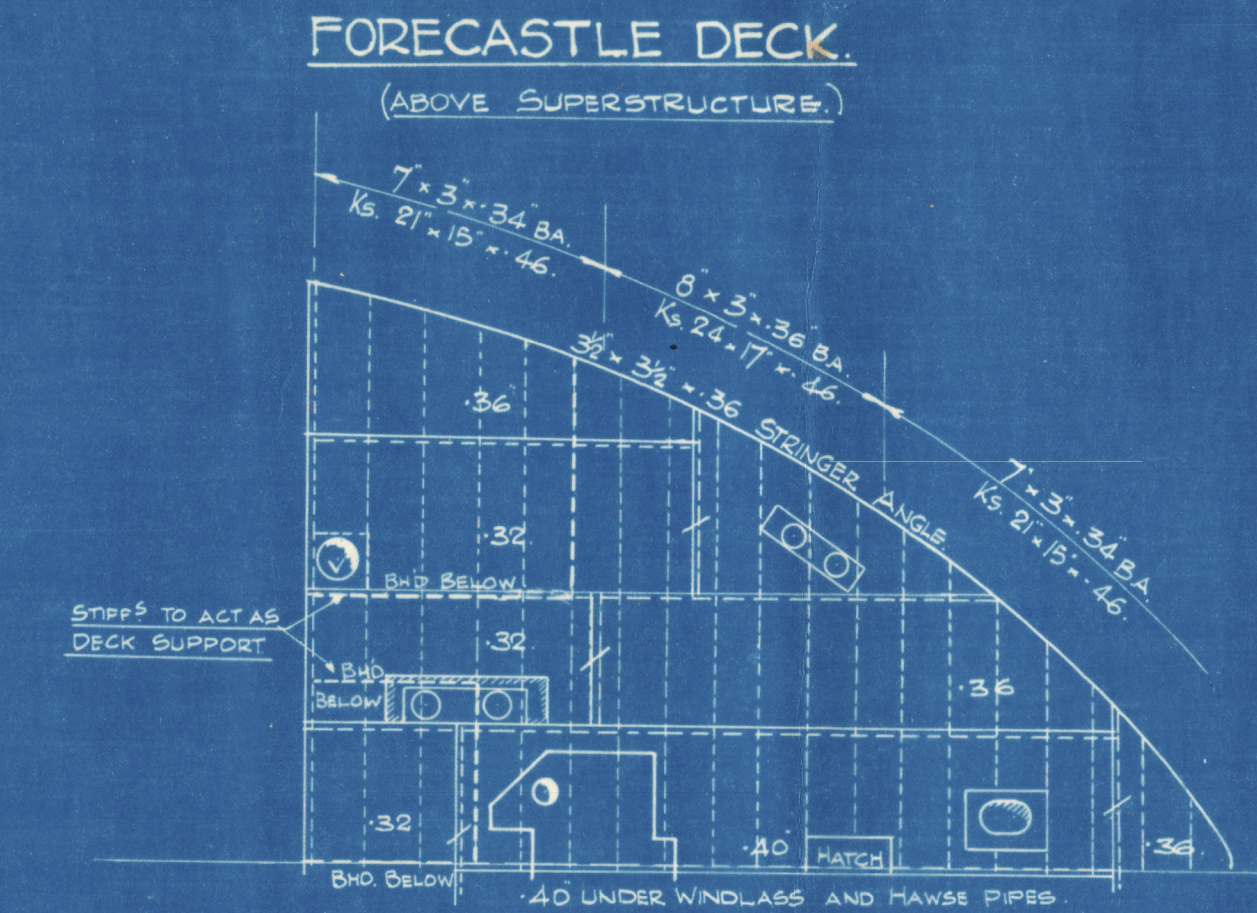 FORECASTLE DECK.
(ABOVE SUPERSTRUCTURE.)
7" x 3" x .34" BA.
Ks. 21" x 15" x .46.
8" x 3" x .36" BA.
Ks. 24 x 17" x .46.
3½" x 3½" x .36 STRINGER ANGLE.
7" x 3" x .34" BA.
Ks. 21" x 15" x .46.
.36"
.32
BHD BELOW
STIFFS TO ACT AS
DECK SUPPORT
.32
BHD.
BELOW
.36
.32
.40"
HATCH
.36.
BHD. BELOW
.40" UNDER WINDLASS AND HAWSE PIPES.